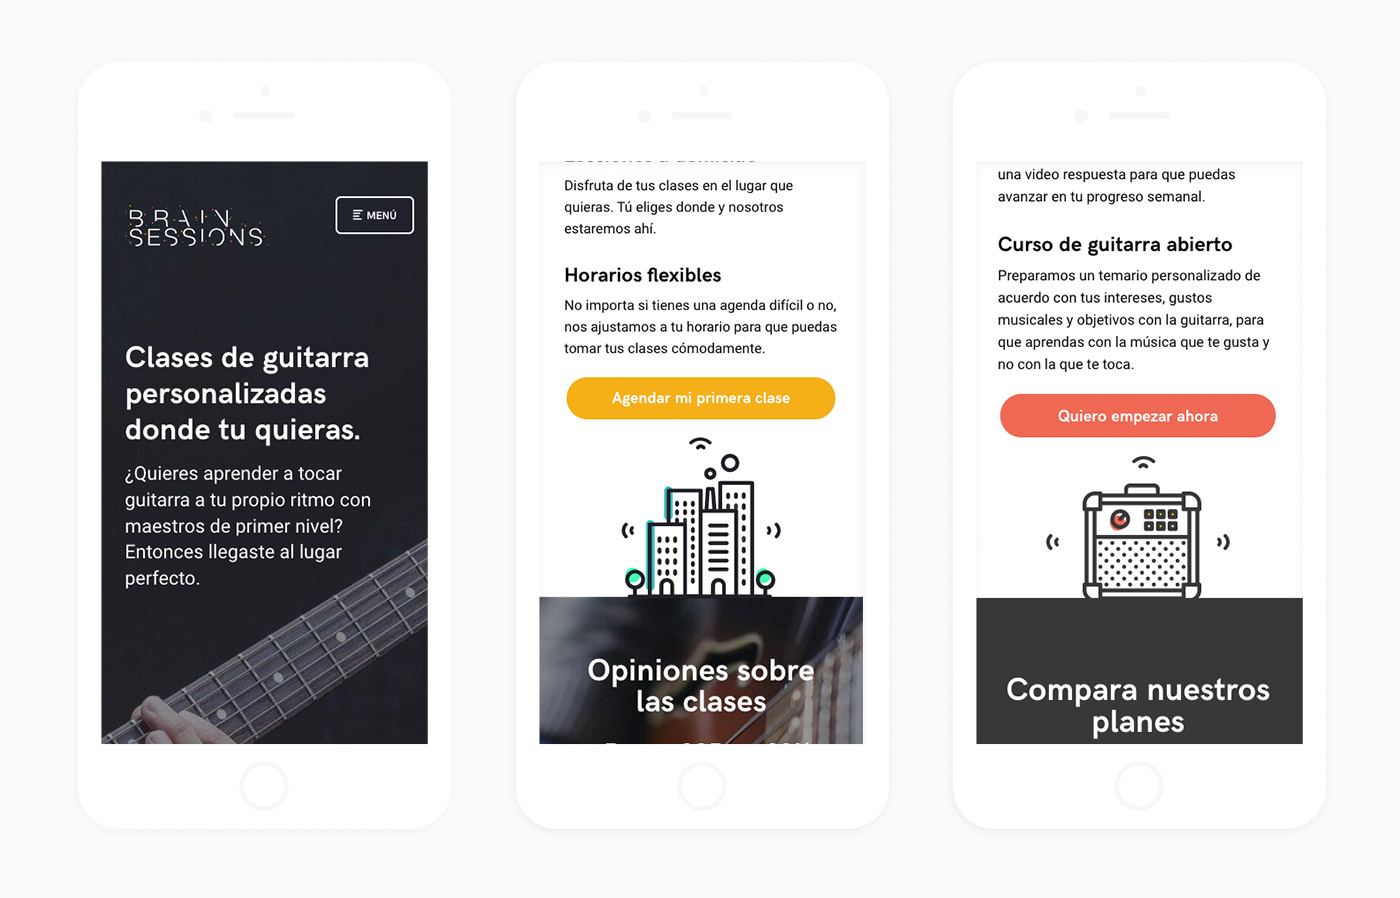 BRAIN
SESSIONS
MENÚ
Clases de guitarra
personalizadas
donde tu quieras.
¿Quieres aprender a tocar
guitarra a tu propio ritmo con
maestros de primer nivel?
Entonces llegaste al lugar
perfecto.
Disfruta de tus clases en el lugar que
quieras. Tú eliges donde y nosotros
estaremos ahí.
Horarios flexibles
No importa si tienes una agenda difícil o no,
nos ajustamos a tu horario para que puedas
tomar tus clases cómodamente.
Agendar mi primera clase
Opiniones sobre
las clases
una video respuesta para que puedas
avanzar en tu progreso semanal.
Curso de guitarra abierto
Preparamos un temario personalizado de
acuerdo con tus intereses, gustos
musicales y objetivos con la guitarra, para
que aprendas con la música que te gusta y
no con la que te toca.
Quiero empezar ahora
Compara nuestros
planes